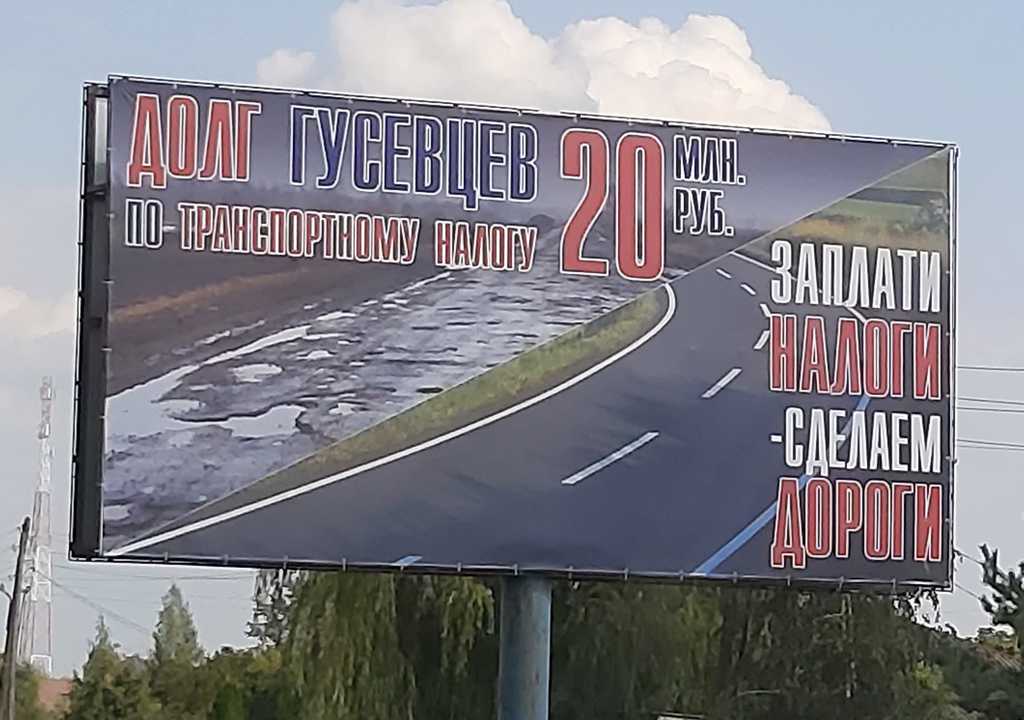 ДОЛГ ГУСЕВЦЕВ 20 МЛН. РУБ.
ПО ТРАНСПОРТНОМУ НАЛОГУ
ЗАПЛАТИ
НАЛОГИ
-СДЕЛАЕМ
ДОРОГИ